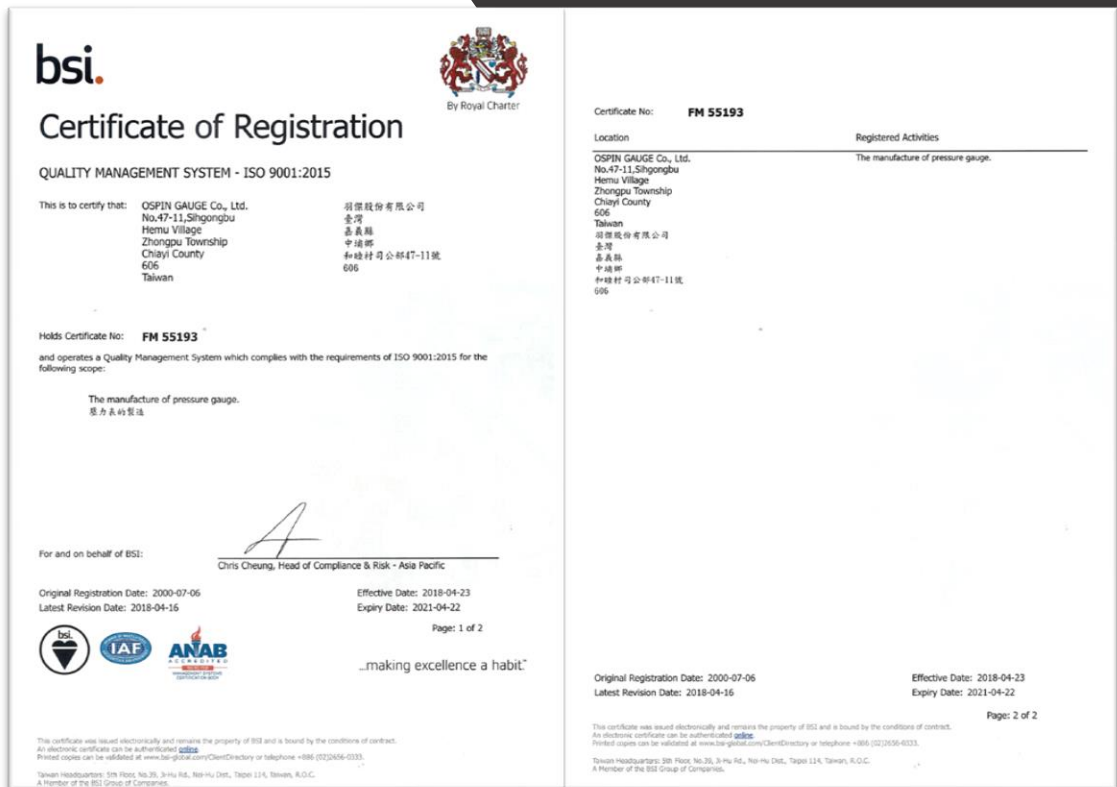 bsi.
By Royal Charter
Certificate of Registration
QUALITY MANAGEMENT SYSTEM - ISO 9001:2015
This is to certify that:
OSPIN GAUGE Co., Ltd.
No.47-11,Sihgongbu
Hemu Village
Zhongpu Township
Chiayi County
606
Taiwan
羽傑股份有限公司
臺灣
嘉義縣
中埔鄉
和睦村司公部47-11號
606
Holds Certificate No: FM 55193
and operates a Quality Management System which complies with the requirements of ISO 9001:2015 for the
following scope:
The manufacture of pressure gauge.
壓力表的製造
For and on behalf of BSI:
Chris Cheung, Head of Compliance & Risk - Asia Pacific
Original Registration Date: 2000-07-06
Effective Date: 2018-04-23
Latest Revision Date: 2018-04-16
Expiry Date: 2021-04-22
Page: 1 of 2
bsi.
IAF
ANAB
ACCREDITED
...making excellence a habit.™
This certificate was issued electronically and remains the property of BSI and is bound by the conditions of contract.
An electronic certificate can be authenticated online.
Printed copies can be validated at www.bsi-global.com/ClientDirectory or telephone +886 (02)2656-0333.
Taiwan Headquarters: 5th Floor, No.39, Ji-Hu Rd., Nei-Hu Dist., Taipei 114, Taiwan, R.O.C.
A Member of the BSI Group of Companies.
Certificate No: FM 55193
Location
Registered Activities
OSPIN GAUGE Co., Ltd.
The manufacture of pressure gauge.
No.47-11,Sihgongbu
Hemu Village
Zhongpu Township
Chiayi County
606
Taiwan
羽傑股份有限公司
臺灣
嘉義縣
中埔鄉
和睦村司公部47-11號
606
Original Registration Date: 2000-07-06
Effective Date: 2018-04-23
Latest Revision Date: 2018-04-16
Expiry Date: 2021-04-22
Page: 2 of 2
This certificate was issued electronically and remains the property of BSI and is bound by the conditions of contract.
An electronic certificate can be authenticated online.
Printed copies can be validated at www.bsi-global.com/ClientDirectory or telephone +886 (02)2656-0333.
Taiwan Headquarters: 5th Floor, No.39, Ji-Hu Rd., Nei-Hu Dist., Taipei 114, Taiwan, R.O.C.
A Member of the BSI Group of Companies.